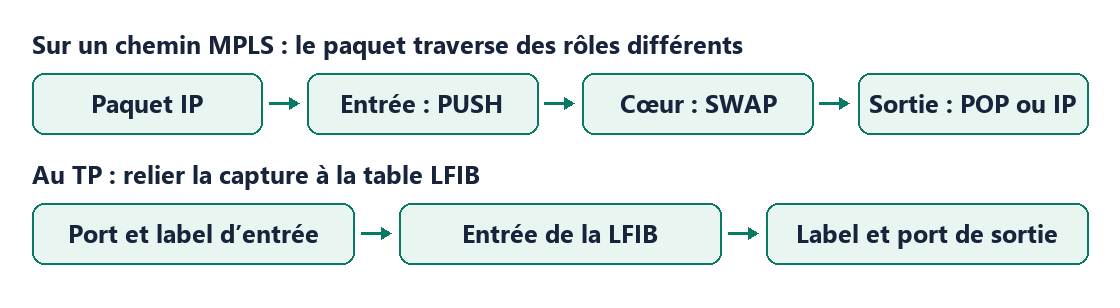 Sur un chemin MPLS : le paquet traverse des rôles différents
Paquet IP
Entrée : PUSH
Cœur : SWAP
Sortie : POP ou IP
Au TP : relier la capture à la table LFIB
Port et label d’entrée
Entrée de la LFIB
Label et port de sortie